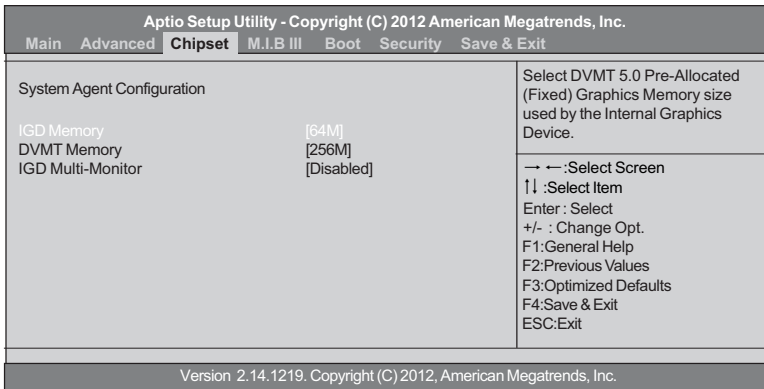 Aptio Setup Utility - Copyright (C) 2012 American Megatrends, Inc.
Main Advanced Chipset M.I.B III Boot Security Save & Exit
System Agent Configuration
IGD Memory [64M]
DVMT Memory [256M]
IGD Multi-Monitor [Disabled]
Select DVMT 5.0 Pre-Allocated
(Fixed) Graphics Memory size
used by the Internal Graphics
Device.
→ ←:Select Screen
↑↓ :Select Item
Enter : Select
+/- : Change Opt.
F1:General Help
F2:Previous Values
F3:Optimized Defaults
F4:Save & Exit
ESC:Exit
Version 2.14.1219. Copyright (C) 2012, American Megatrends, Inc.